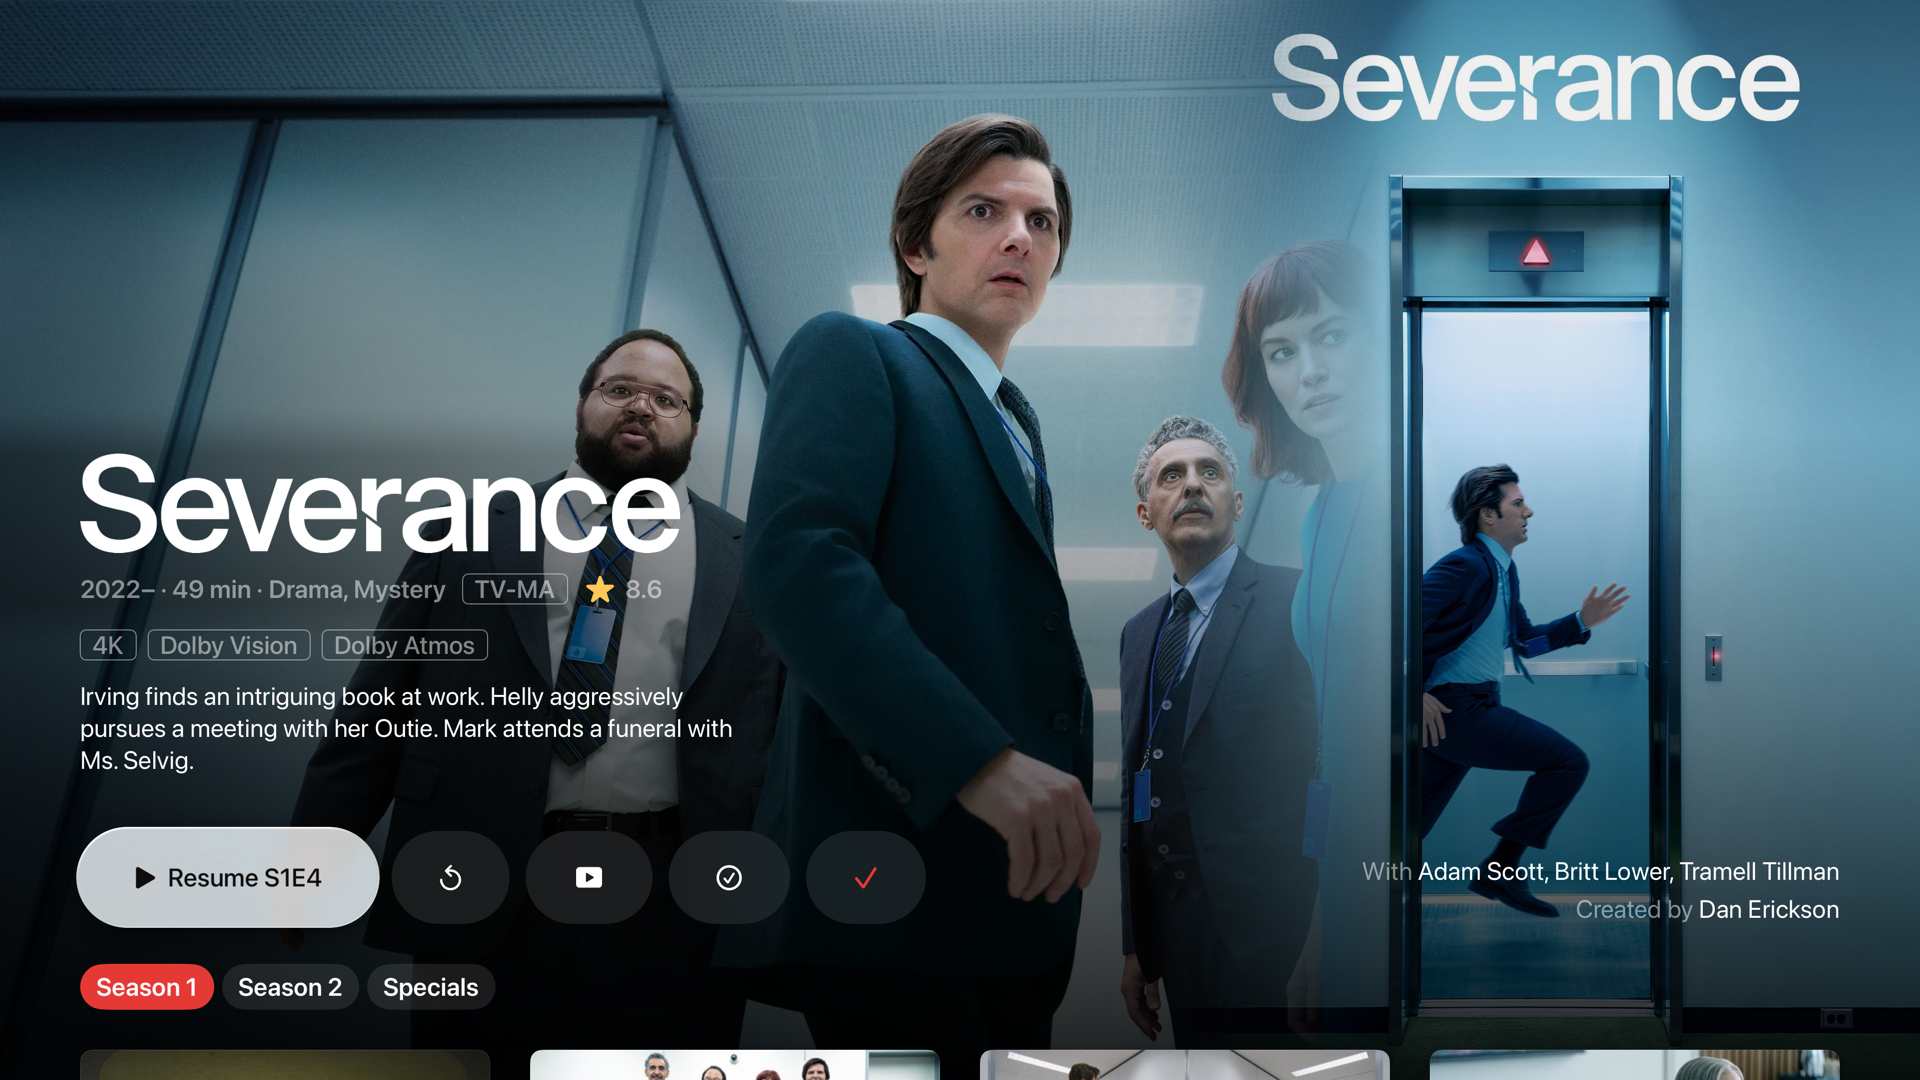 Severance
Severance
2022– · 49 min · Drama, Mystery TV-MA 8.6
4K Dolby Vision Dolby Atmos
Irving finds an intriguing book at work. Helly aggressively
pursues a meeting with her Outie. Mark attends a funeral with
Ms. Selvig.
Resume S1E4
With Adam Scott, Britt Lower, Tramell Tillman
Created by Dan Erickson
Season 1 Season 2 Specials